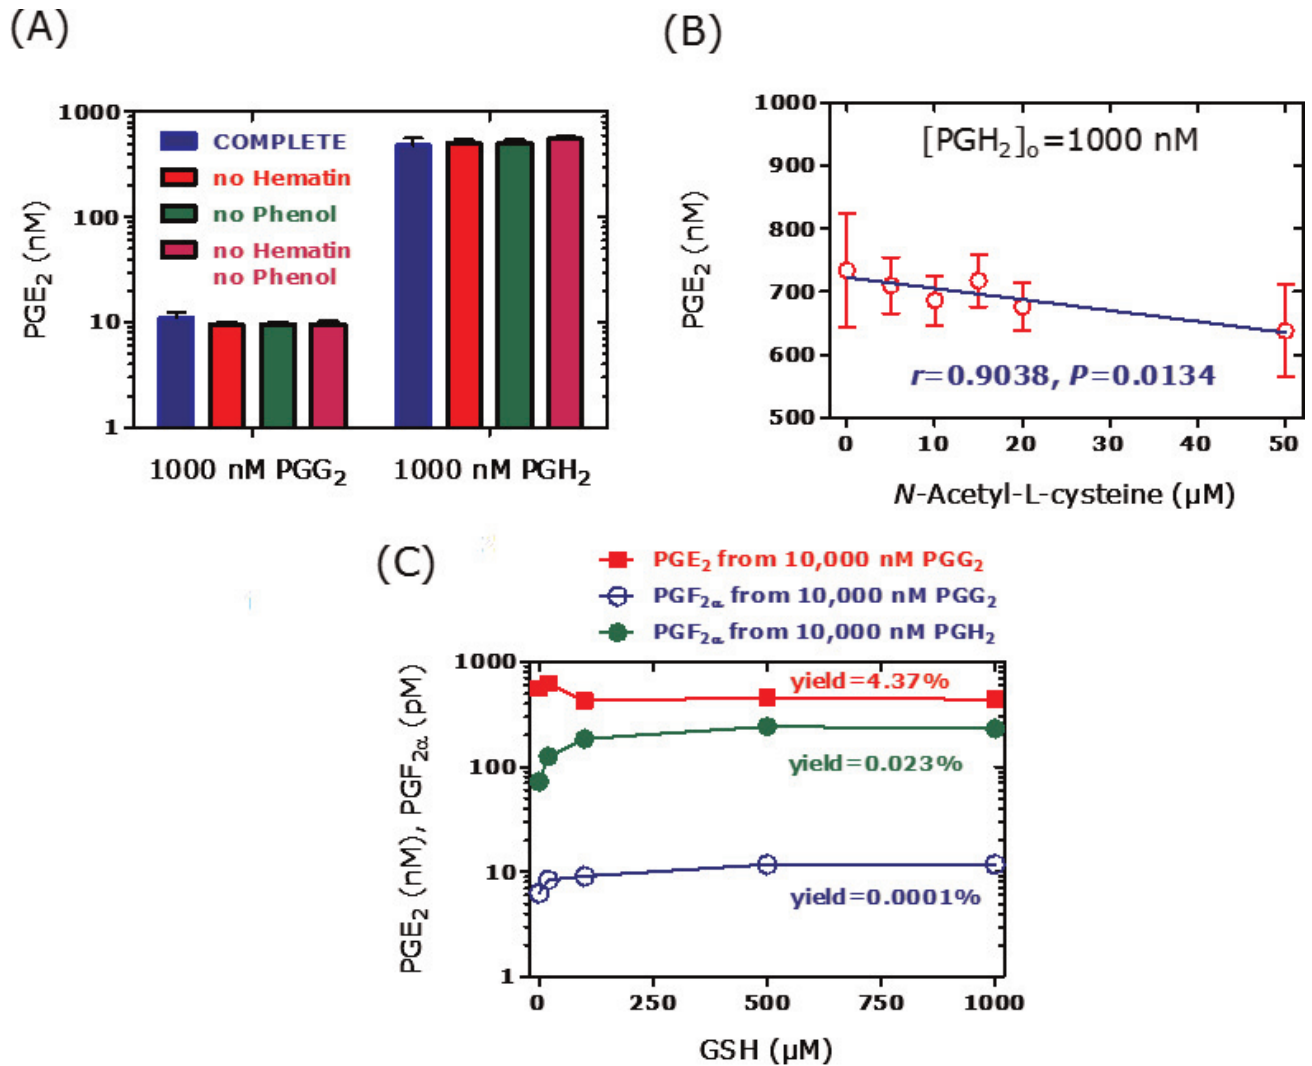 (A)
1000
100
10
1
PGE₂ (nM)
COMPLETE
no Hematin
no Phenol
no Hematin
no Phenol
1000 nM PGG₂
1000 nM PGH₂
(B)
1000
900
800
700
600
500
PGE₂ (nM)
[PGH₂]ₒ=1000 nM
r=0.9038, P=0.0134
0 10 20 30 40 50
N-Acetyl-L-cysteine (μM)
(C)
PGE₂ from 10,000 nM PGG₂
PGF₂α from 10,000 nM PGG₂
PGF₂α from 10,000 nM PGH₂
1000
100
10
1
PGE₂ (nM), PGF₂α (pM)
yield=4.37%
yield=0.023%
yield=0.0001%
0 250 500 750 1000
GSH (μM)